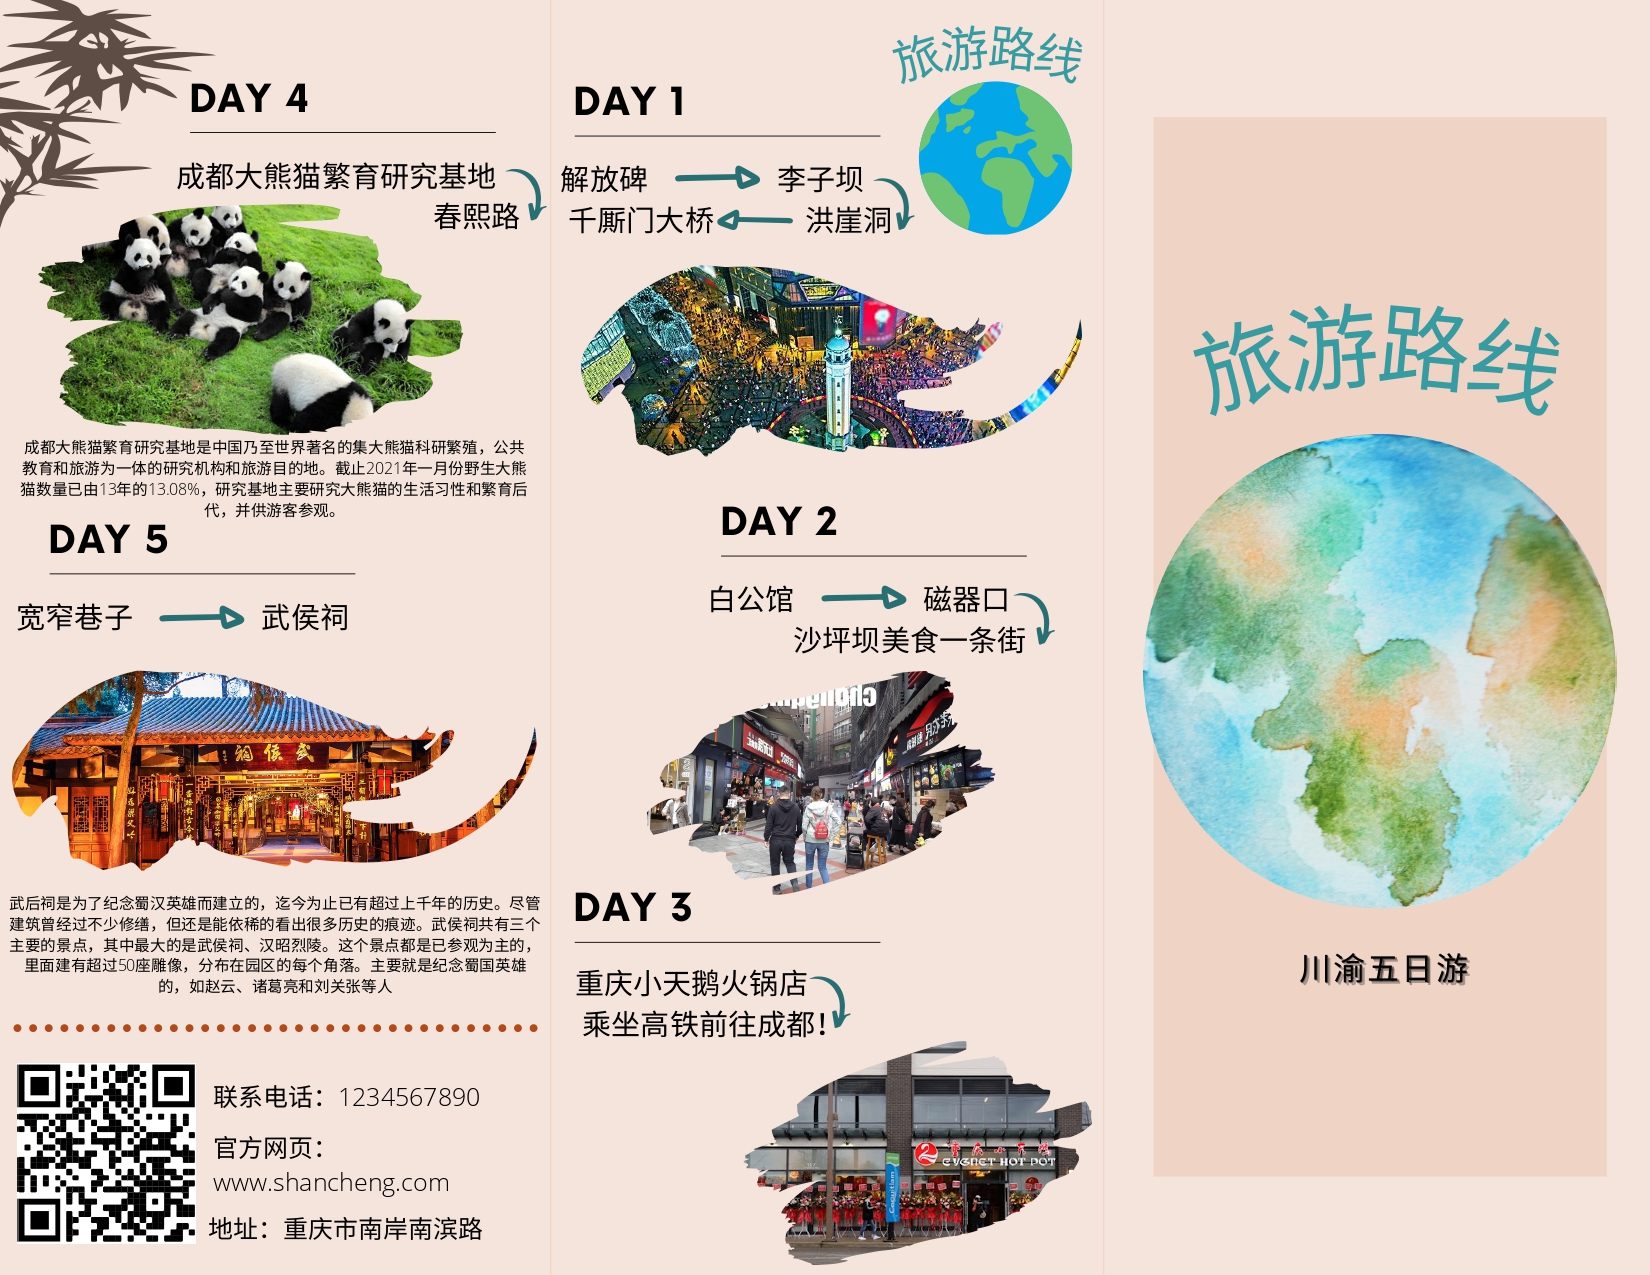 DAY 4
成都大熊猫繁育研究基地
春熙路
成都大熊猫繁育研究基地是中国乃至世界著名的集大熊猫科研繁殖，公共
教育和旅游为一体的研究机构和旅游目的地。截止2021年一月份野生大熊
猫数量已由13年的13.08%，研究基地主要研究大熊猫的生活习性和繁育后
代，并供游客参观。
DAY 5
宽窄巷子
武侯祠
武侯祠
武后祠是为了纪念蜀汉英雄而建立的，迄今为止已有超过上千年的历史。尽管
建筑曾经过不少修缮，但还是能依稀的看出很多历史的痕迹。武侯祠共有三个
主要的景点，其中最大的是武侯祠、汉昭烈陵。这个景点都是已参观为主的，
里面建有超过50座雕像，分布在园区的每个角落。主要就是纪念蜀国英雄
的，如赵云、诸葛亮和刘关张等人
联系电话：1234567890
官方网页：
www.shancheng.com
地址：重庆市南岸南滨路
旅游路线
DAY 1
解放碑
李子坝
千厮门大桥
洪崖洞
DAY 2
白公馆
磁器口
沙坪坝美食一条街
DAY 3
重庆小天鹅火锅店
乘坐高铁前往成都！
重庆小天鹅
CYGNET HOT POT
旅游路线
川渝五日游